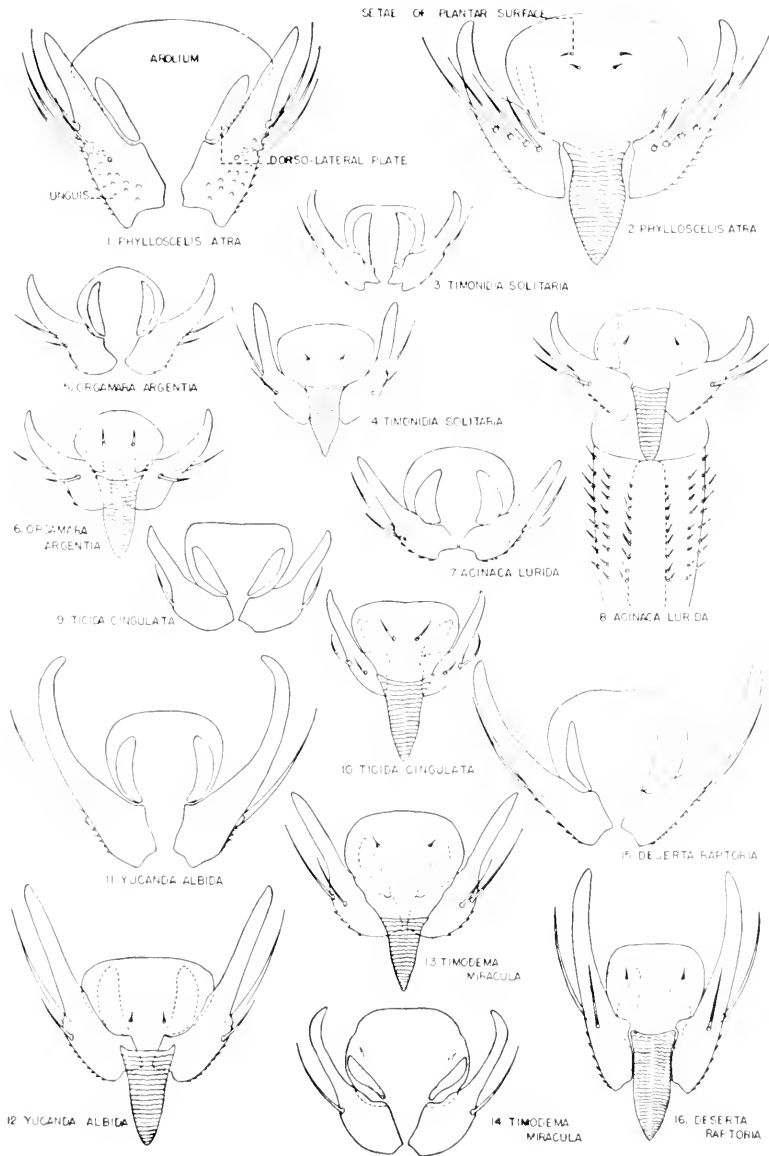 SETAE OF PLANTAR SURFACE
AROLIUM
DORSO-LATERAL PLATE
UNGUIS
1. PHYLLOSCELIS ATRA
2. PHYLLOSCELIS ATRA
3. TIMONIDIA SOLITARIA
5. ORGAMARA ARGENTIA
4. TIMONIDIA SOLITARIA
6. ORGAMARA
ARGENTIA
7. ACINACA LURIDA
8. ACINACA LURIDA
9. TICIDA CINGULATA
10. TICIDA CINGULATA
11. YUCANDA ALBIDA
15. DESERTA RAPTORIA
13. TIMODEMA
MIRACULA
12. YUCANDA ALBIDA
14. TIMODEMA
MIRACULA
16. DESERTA
RAPTORIA